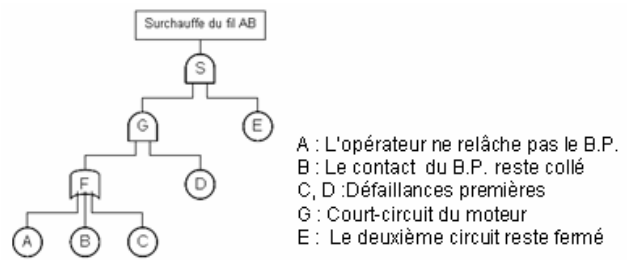 Surchauffe du fil AB
S
G
E
F
D
A
B
C
A : L'opérateur ne relâche pas le B.P.
B : Le contact du B.P. reste collé
C, D :Défaillances premières
G : Court-circuit du moteur
E : Le deuxième circuit reste fermé